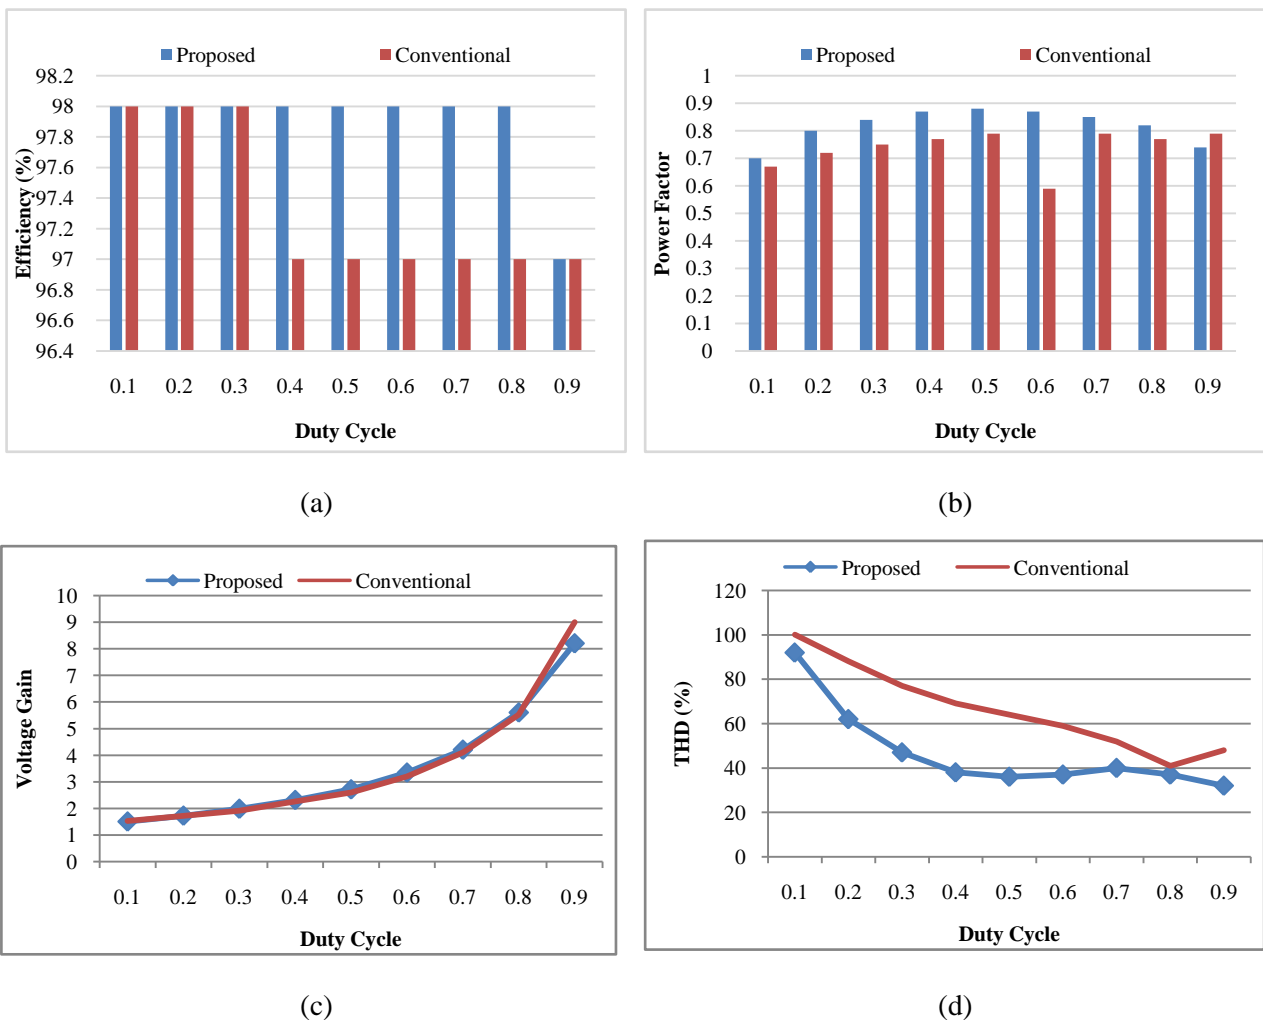 Proposed Conventional
98.2
98
97.8
97.6
97.4
97.2
97
96.8
96.6
96.4
Efficiency (%)
0.1 0.2 0.3 0.4 0.5 0.6 0.7 0.8 0.9
Duty Cycle
(a)
Proposed Conventional
1
0.9
0.8
0.7
0.6
0.5
0.4
0.3
0.2
0.1
0
Power Factor
0.1 0.2 0.3 0.4 0.5 0.6 0.7 0.8 0.9
Duty Cycle
(b)
Proposed Conventional
10
9
8
7
6
5
4
3
2
1
0
Voltage Gain
0.1 0.2 0.3 0.4 0.5 0.6 0.7 0.8 0.9
Duty Cycle
(c)
Proposed Conventional
120
100
80
60
40
20
0
THD (%)
0.1 0.2 0.3 0.4 0.5 0.6 0.7 0.8 0.9
Duty Cycle
(d)